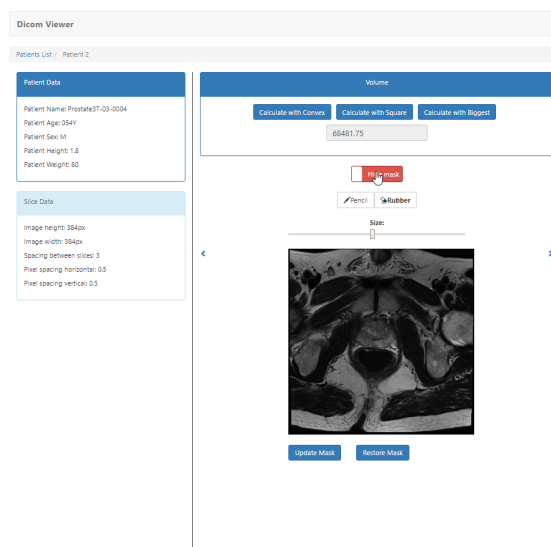 Dicom Viewer
Patients List / Patient 2
Patient Data
Patient Name: Prostate3T-03-0004
Patient Age: 054Y
Patient Sex: M
Patient Height: 1.8
Patient Weight: 80
Slice Data
Image height: 384px
Image width: 384px
Spacing between slices: 3
Pixel spacing horizontal: 0.5
Pixel spacing vertical: 0.5
Volume
Calculate with Convex Calculate with Square Calculate with Biggest
68481.75
mask
Pencil Rubber
Size:
Update Mask Restore Mask